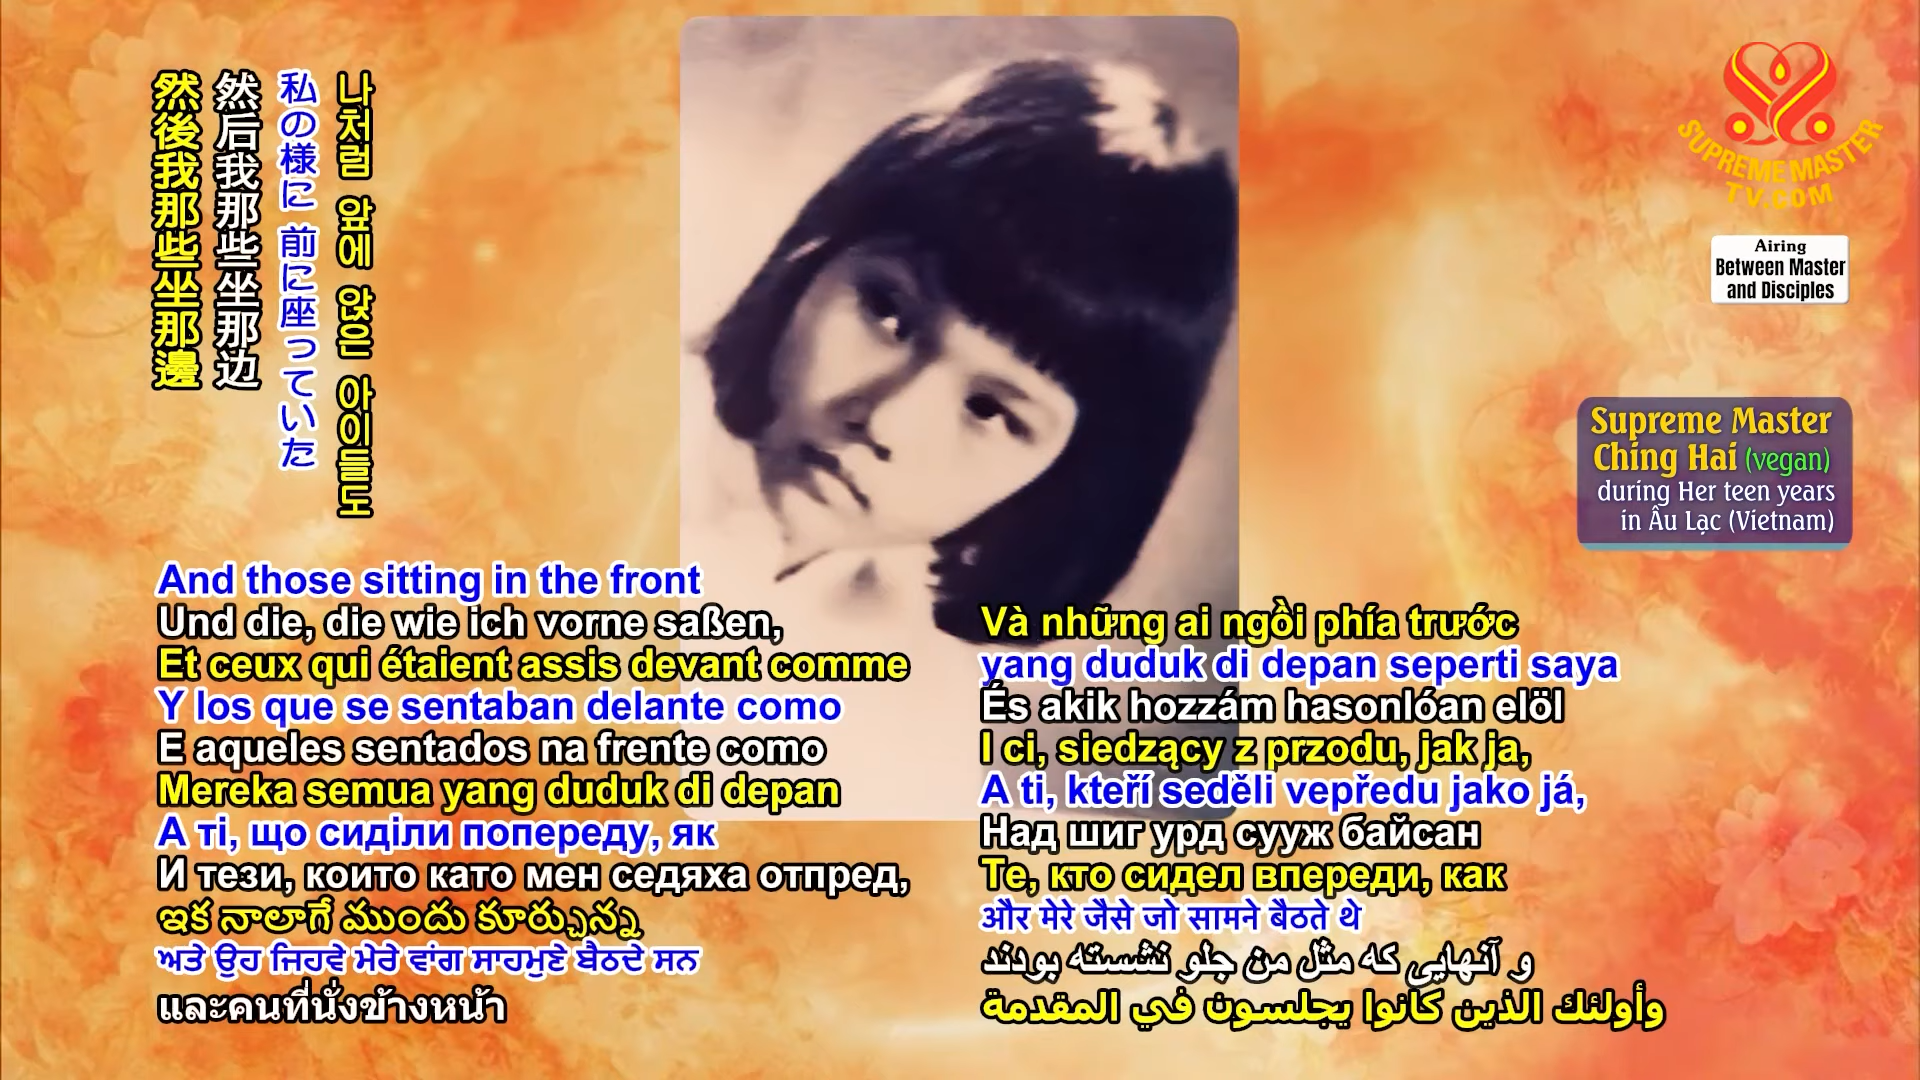 然後我那些坐那邊
然后我那些坐那边
私の様に 前に座っていた
나처럼 앞에 앉은 아이들도
SUPREME MASTER
TV.COM
Airing
Between Master
and Disciples
Supreme Master
Ching Hai (vegan)
during Her teen years
in Âu Lạc (Vietnam)
And those sitting in the front
Und die, die wie ich vorne saßen,
Et ceux qui étaient assis devant comme
Y los que se sentaban delante como
E aqueles sentados na frente como
Mereka semua yang duduk di depan
А ті, що сиділи попереду, як
И тези, които като мен седяха отпред,
ఇక నాలాగే ముందు కూర్చున్న
ਅਤੇ ਉਹ ਜਿਹਵੇ ਮੇਰੇ ਵਾਂਗ ਸਾਹਮੁਣੇ ਬੈਠਦੇ ਸਨ
และคนที่นั่งข้างหน้า
Và những ai ngồi phía trước
yang duduk di depan seperti saya
És akik hozzám hasonlóan elöl
I ci, siedzący z przodu, jak ja,
A ti, kteří seděli vepředu jako já,
Над шиг урд сууж байсан
Те, кто сидел впереди, как
और मेरे जैसे जो सामने बैठते थे
و آنهایی که مثل من جلو نشسته بودند
وأولئك الذين كانوا يجلسون في المقدمة